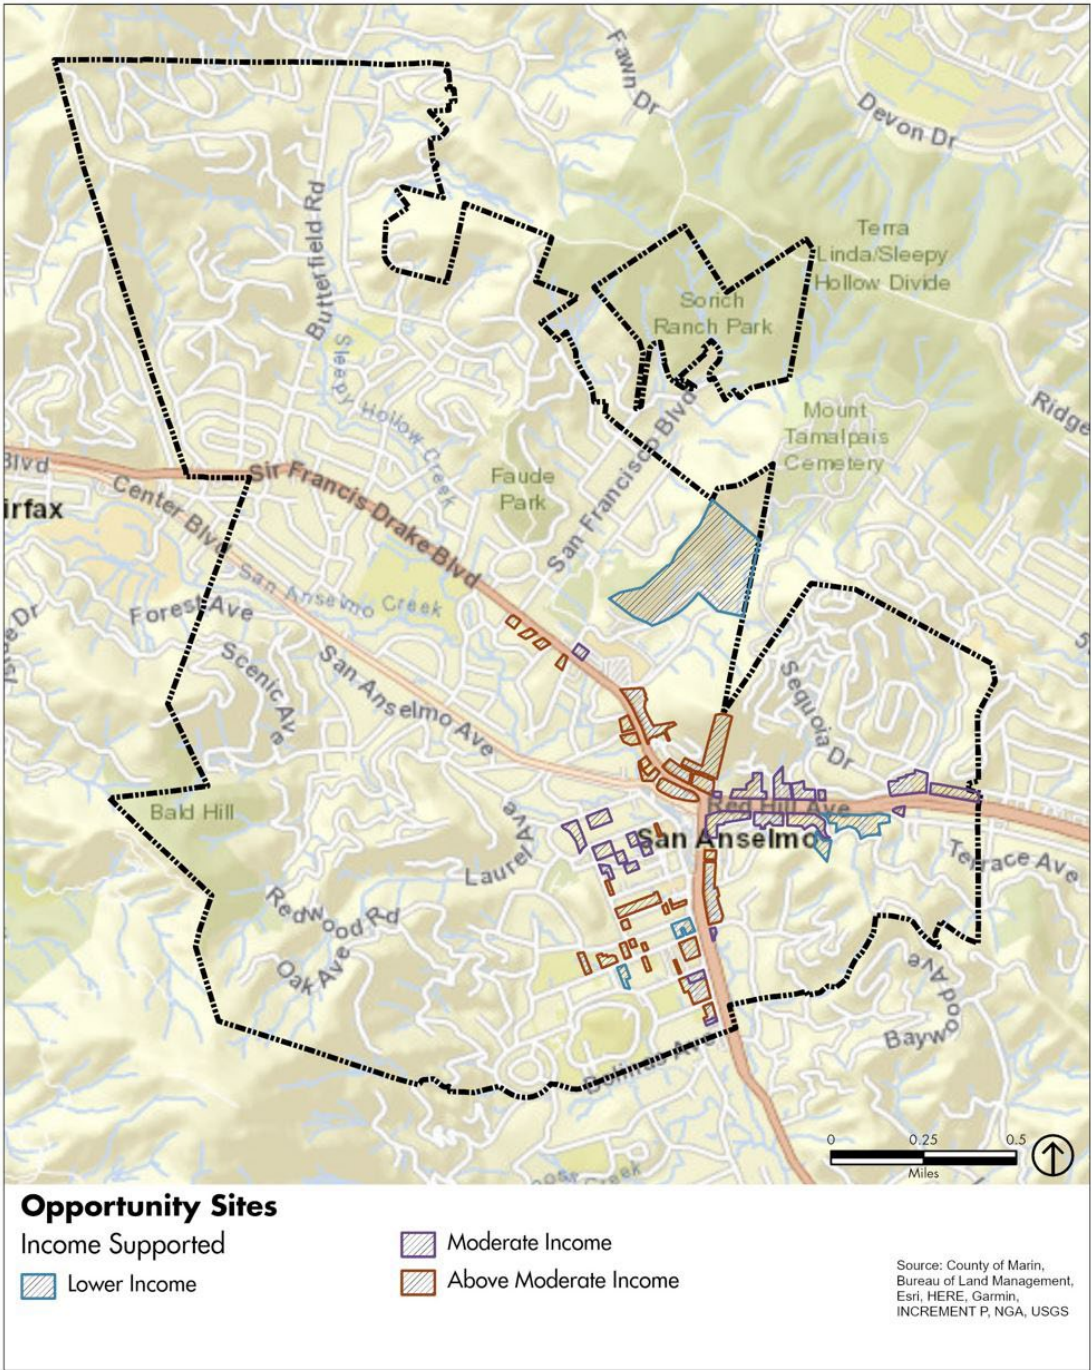 Fawn Dr
Devon Dr
Butterfield Rd
Terra
Linda/Sleepy
Hollow Divide
Sorich
Ranch Park
Sleepy Hollow Creek
Ridge
Mount
Tamalpais
Cemetery
San Francisco Blvd
Blvd
Sir Francis Drake Blvd
Faude
Park
irfax
Center Blvd
San Anselmo Creek
Forest Ave
Scenic Ave
San Anselmo Ave
Sequoia Dr
Bald Hill
Red Hill Ave
San Anselmo
Laurel Ave
Terrace Ave
Redwood Rd
Oak Ave
Baywood Ave
Bolinas Ave
Creek
0
0.25
0.5
Miles
Opportunity Sites
Income Supported
Lower Income
Moderate Income
Above Moderate Income
Source: County of Marin,
Bureau of Land Management,
Esri, HERE, Garmin,
INCREMENT P, NGA, USGS